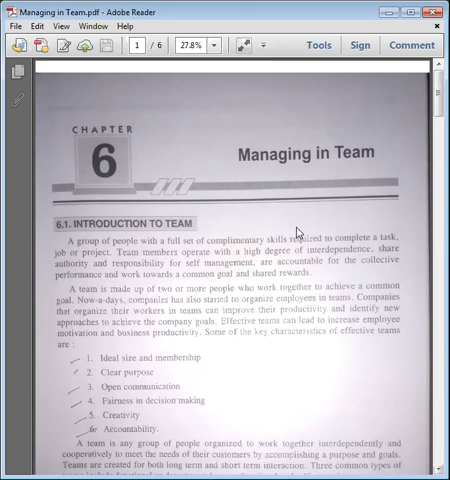 Managing in Team.pdf - Adobe Reader
File Edit View Window Help
1 / 6 27.8% Tools Sign Comment
CHAPTER
6
Managing in Team
6.1. INTRODUCTION TO TEAM
A group of people with a full set of complimentary skills required to complete a task,
job or project. Team members operate with a high degree of interdependence, share
authority and responsibility for self management, are accountable for the collective
performance and work towards a common goal and shared rewards.
A team is made up of two or more people who work together to achieve a common
goal. Now-a-days, companies has also started to organize employees in teams. Companies
that organize their workers in teams can improve their productivity and identify new
approaches to achieve the company goals. Effective teams can lead to increase employee
motivation and business productivity. Some of the key characteristics of effective teams
are :
1. Ideal size and membership
2. Clear purpose
3. Open communication
4. Fairness in decision making
5. Creativity
6. Accountability.
A team is any group of people organized to work together interdependently and
cooperatively to meet the needs of their customers by accomplishing a purpose and goals.
Teams are created for both long term and short term interaction. Three common types of